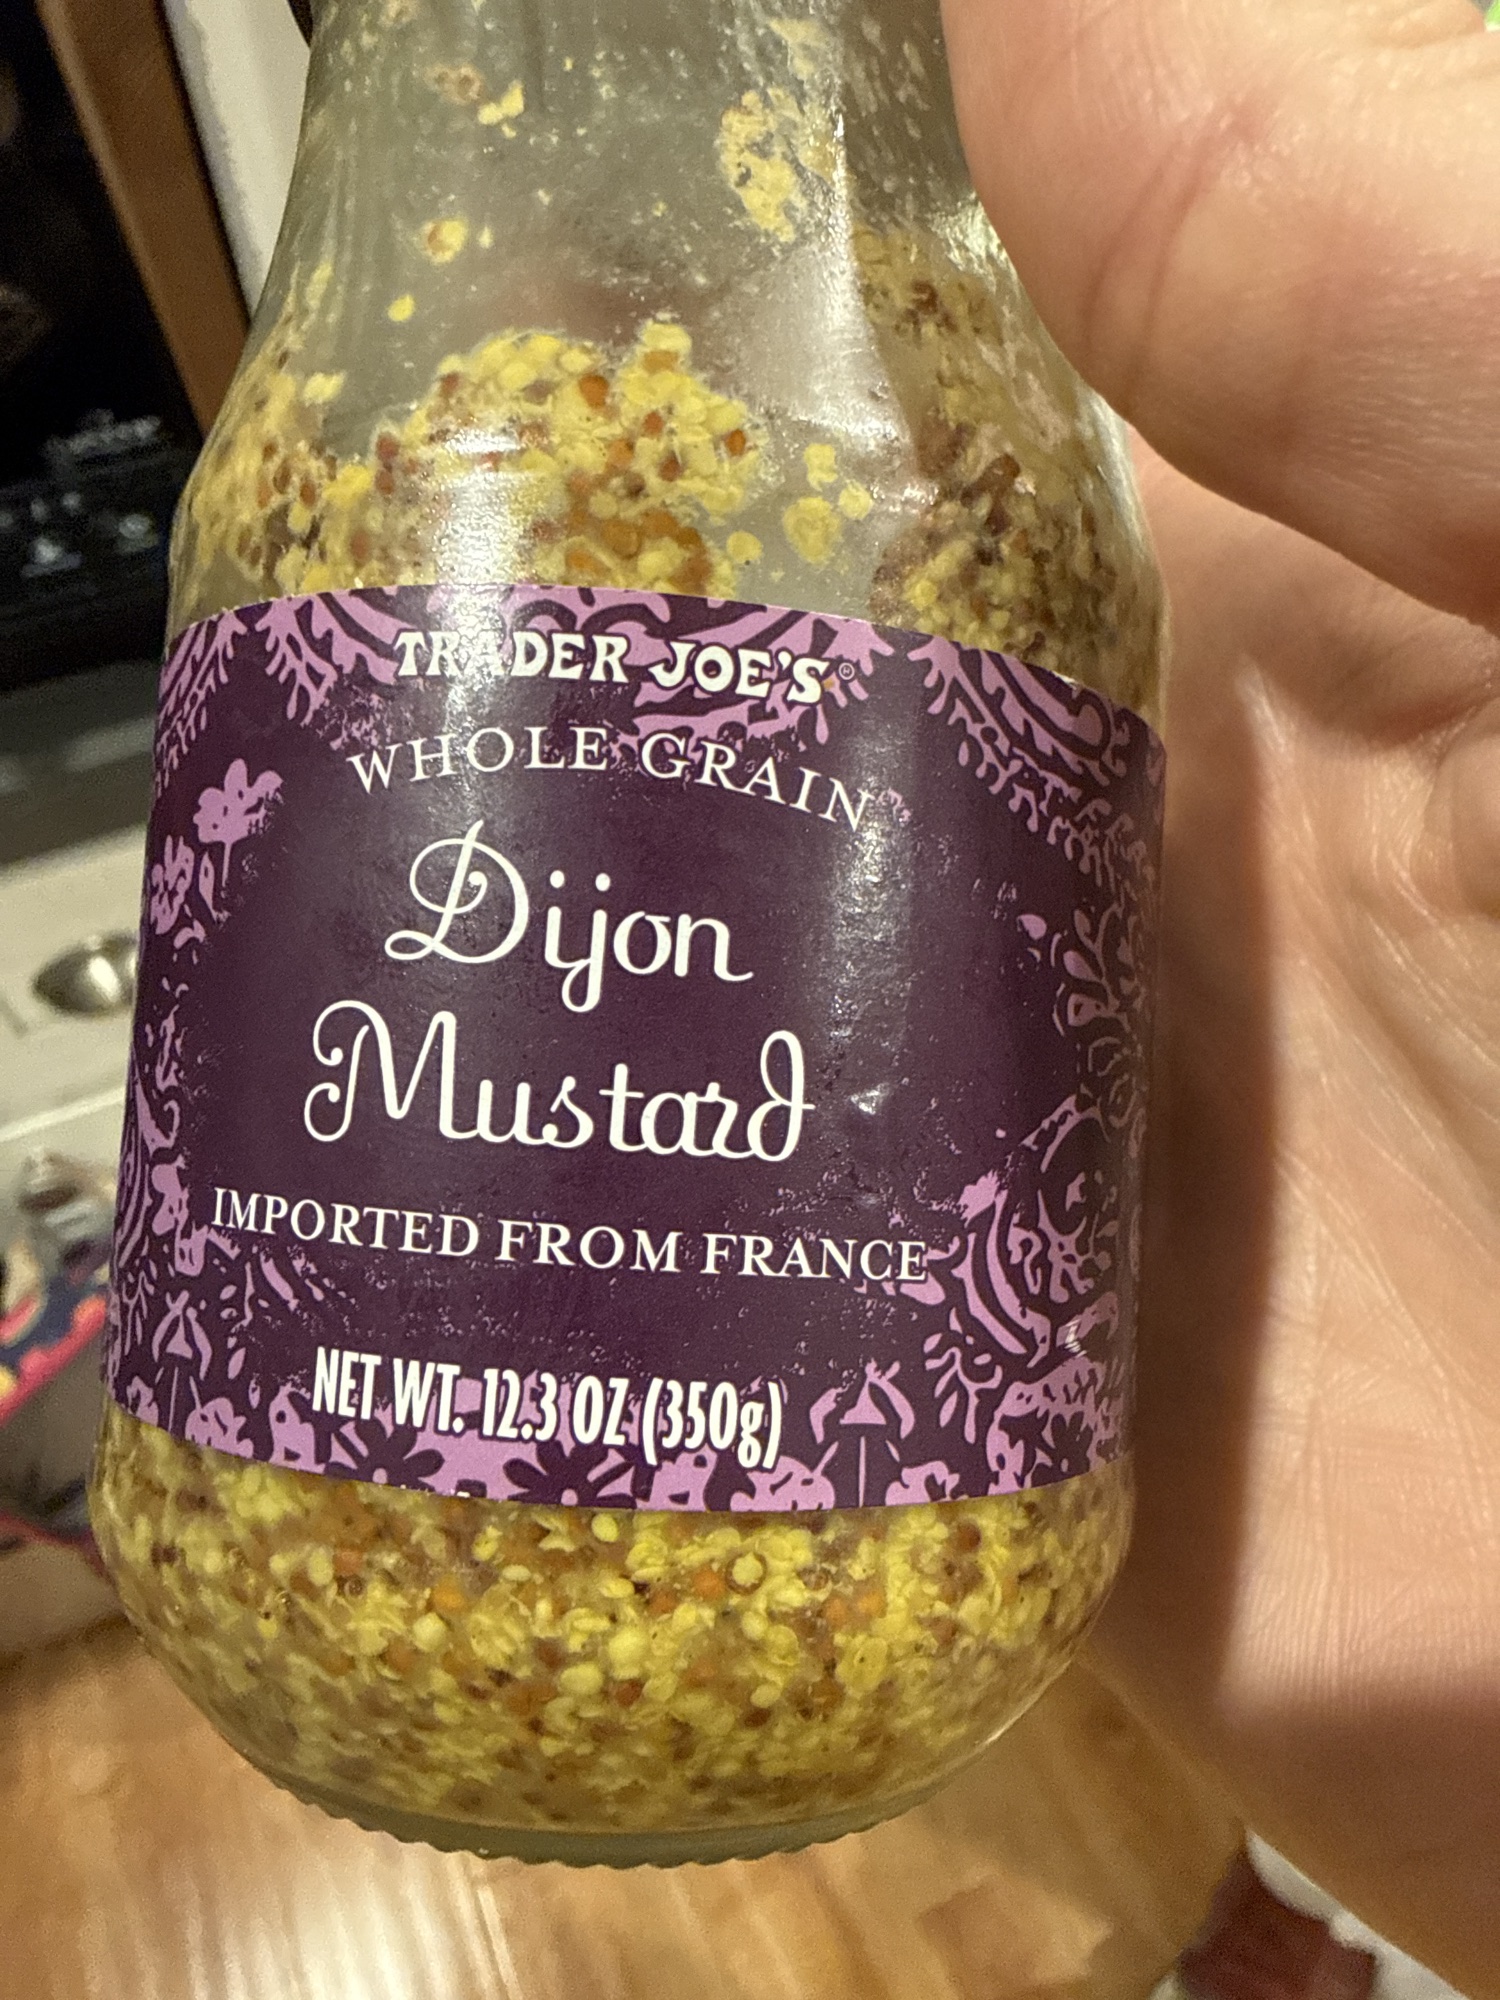 TRADER JOE'S®
WHOLE GRAIN
Dijon
Mustard
IMPORTED FROM FRANCE
NET WT. 12.3 OZ (350g)